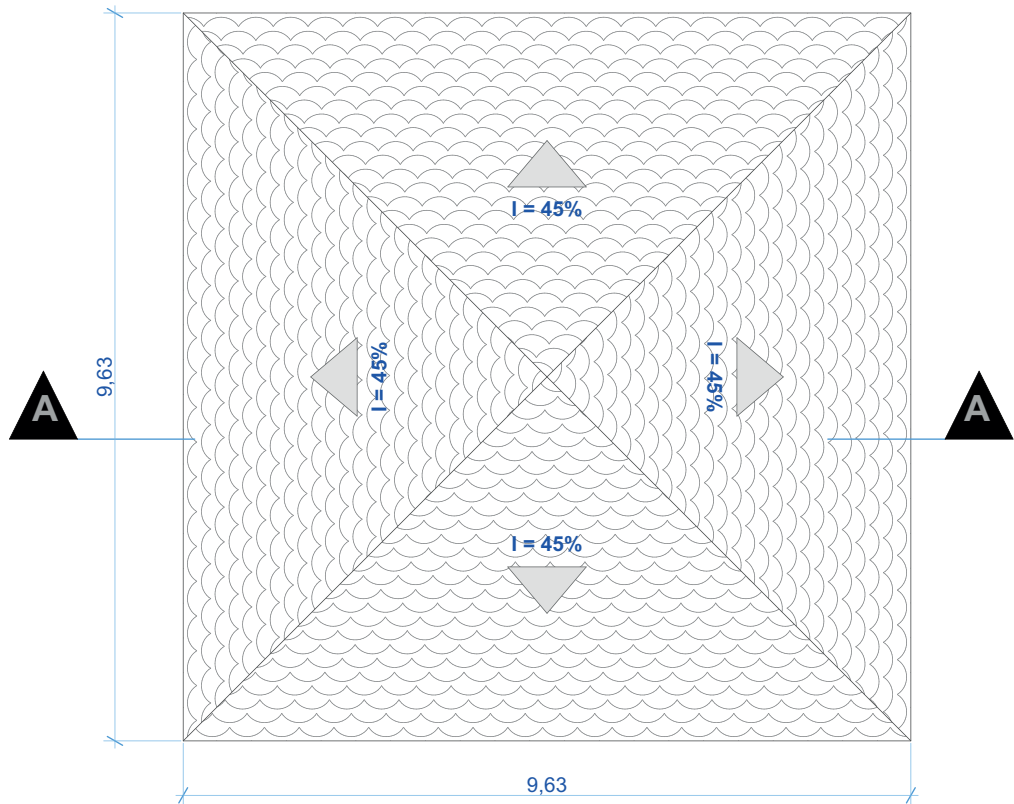 I = 45%
9,63
A
I = 45%
I = 45%
A
I = 45%
9,63